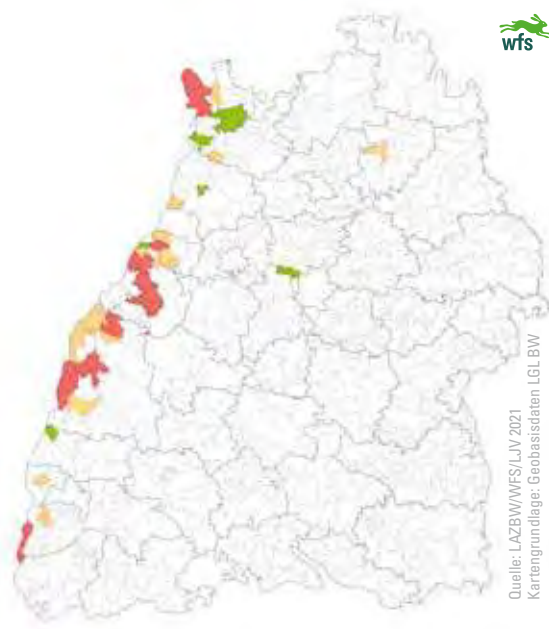 wfs
Quelle: LAZBW/WFS/LJV 2021
Kartengrundlage: Geobasisdaten LGL BW